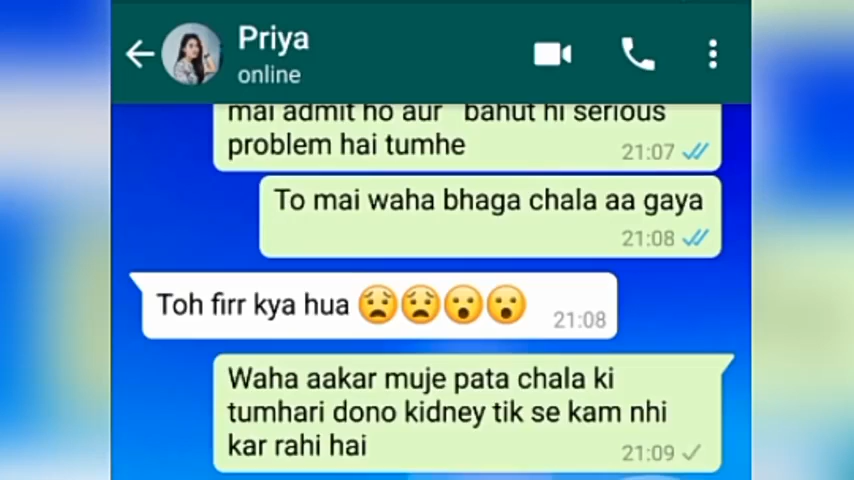 Priya
online
mai admit ho aur bahut hi serious
problem hai tumhe
21:07
To mai waha bhaga chala aa gaya
21:08
Toh firr kya hua 😧😧😮😮
21:08
Waha aakar muje pata chala ki
tumhari dono kidney tik se kam nhi
kar rahi hai
21:09